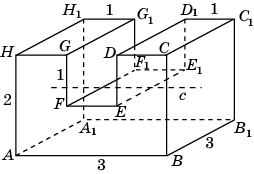 H₁ 1 G₁ D₁ 1 C₁
H G D C
1 F₁ E₁
2 c
F E
A₁ B₁
A 3 B 3